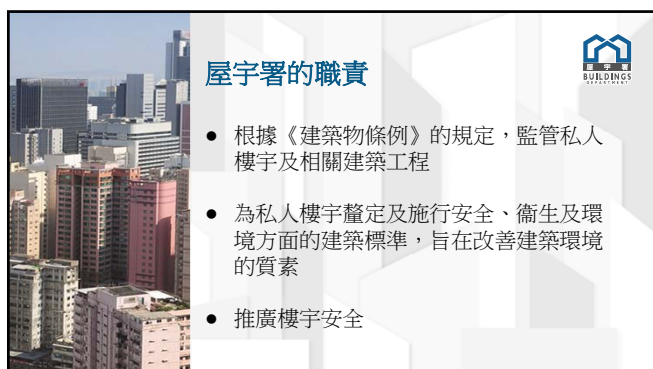 屋宇署的職責
屋宇署
BUILDINGS
DEPARTMENT
● 根據《建築物條例》的規定，監管私人
樓宇及相關建築工程
● 為私人樓宇釐定及施行安全、衞生及環
境方面的建築標準，旨在改善建築環境
的質素
● 推廣樓宇安全